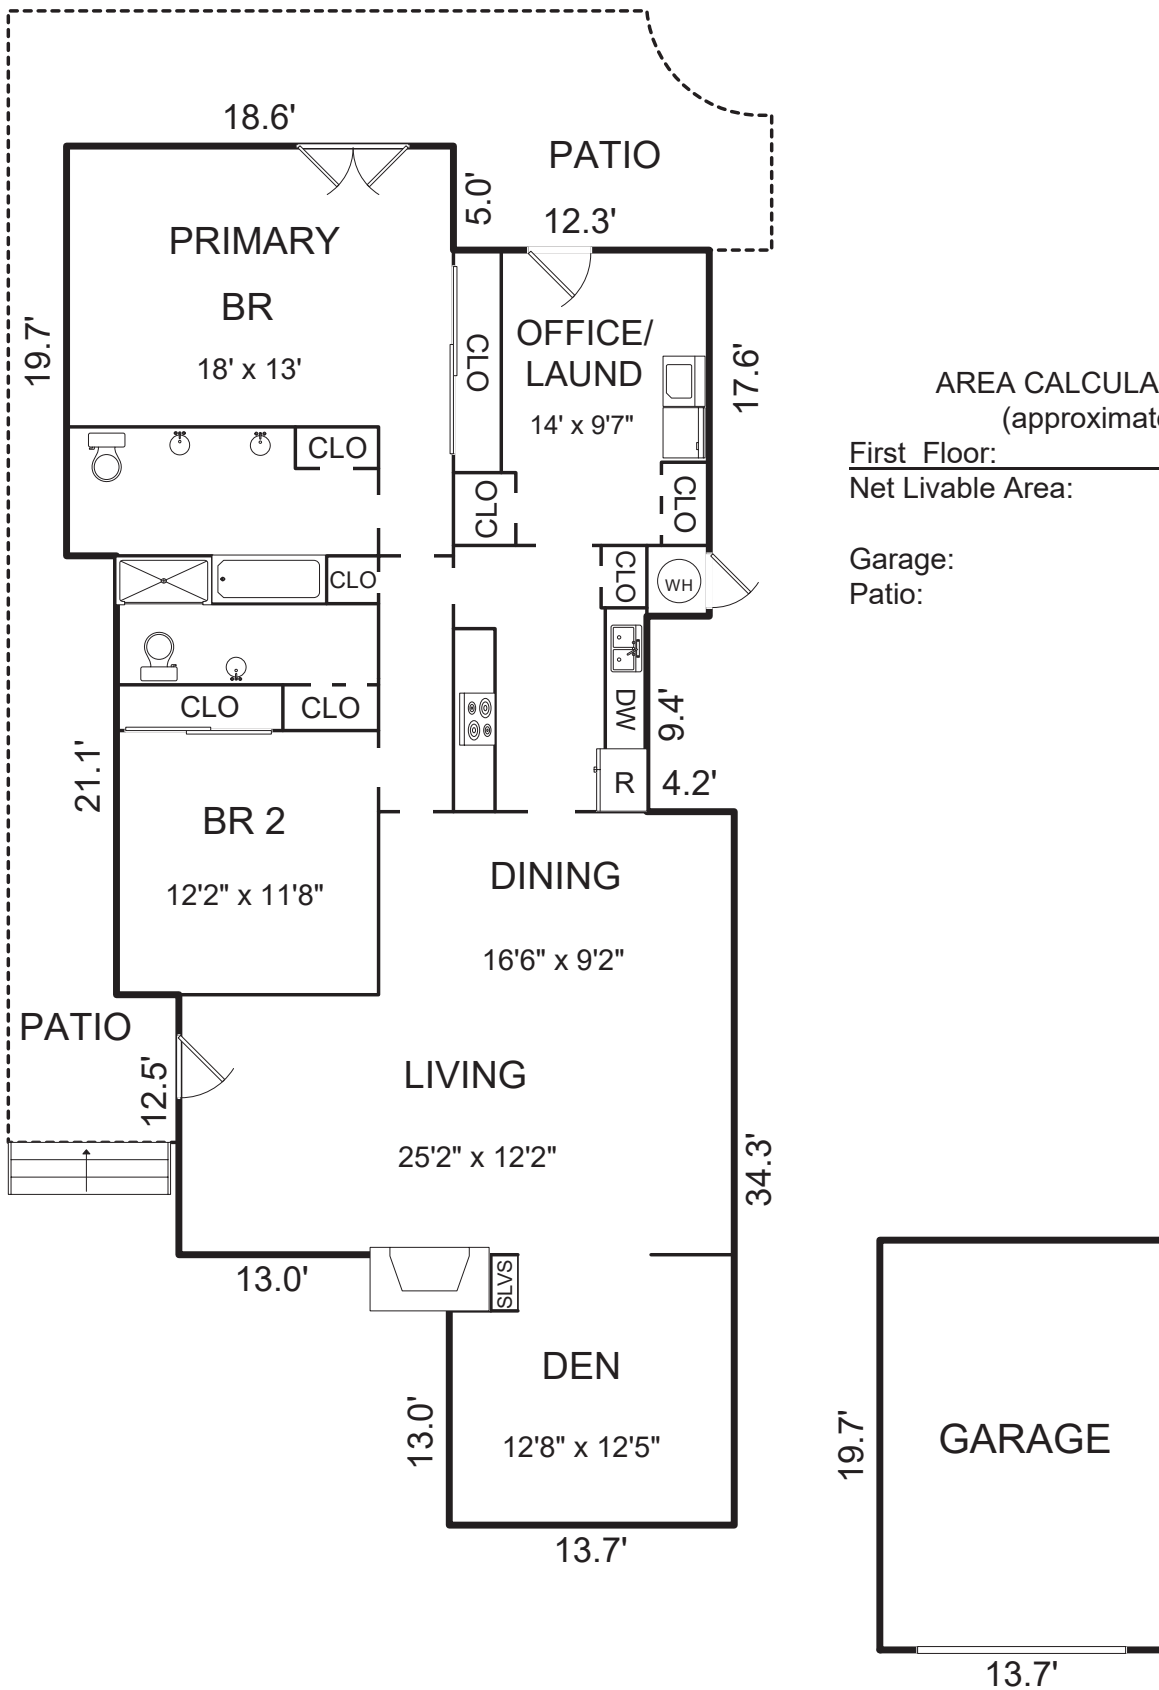 18.6'
PATIO
5.0'
12.3'
PRIMARY
BR
18' x 13'
19.7'
CLO
OFFICE/
LAUND
14' x 9'7"
17.6'
AREA CALCULA
(approximat
First Floor:
Net Livable Area:
Garage:
Patio:
CLO
CLO
CLO
CLO
CLO
WH
CLO
CLO
DW
9.4'
R
4.2'
21.1'
BR 2
12'2" x 11'8"
DINING
16'6" x 9'2"
PATIO
12.5'
LIVING
25'2" x 12'2"
34.3'
13.0'
SLVS
DEN
12'8" x 12'5"
13.0'
13.7'
19.7'
GARAGE
13.7'